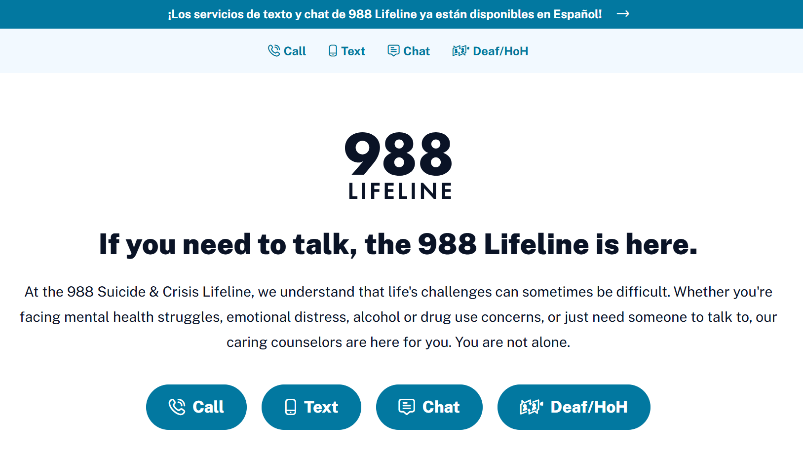 ¡Los servicios de texto y chat de 988 Lifeline ya están disponibles en Español!
Call Text Chat Deaf/HoH
988
LIFELINE
If you need to talk, the 988 Lifeline is here.
At the 988 Suicide & Crisis Lifeline, we understand that life's challenges can sometimes be difficult. Whether you're
facing mental health struggles, emotional distress, alcohol or drug use concerns, or just need someone to talk to, our
caring counselors are here for you. You are not alone.
Call Text Chat Deaf/HoH